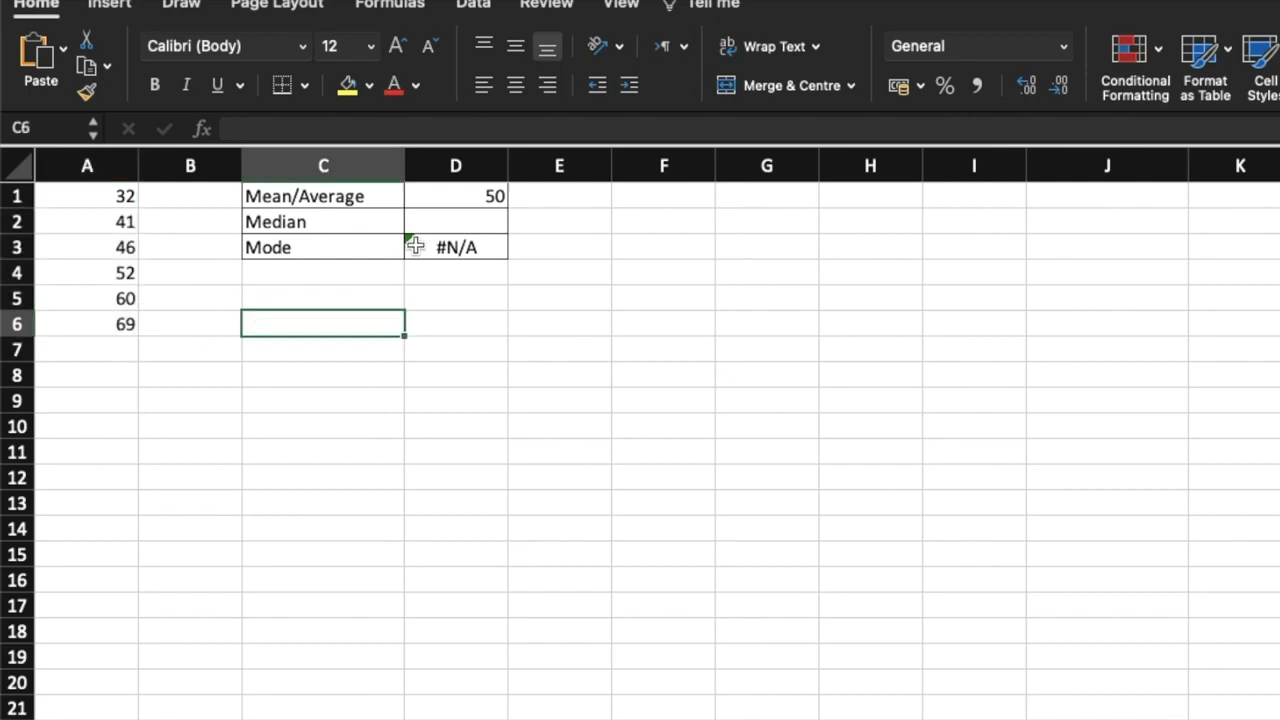 Home Insert Draw Page Layout Formulas Data Review View Tell me
Paste Calibri (Body) 12 A A Wrap Text General
B I U A Merge & Centre % Conditional Formatting Format as Table Cell Styles
C6 fx
A B C D E F G H I J K
1 32 Mean/Average 50
2 41 Median
3 46 Mode #N/A
4 52
5 60
6 69
7
8
9
10
11
12
13
14
15
16
17
18
19
20
21